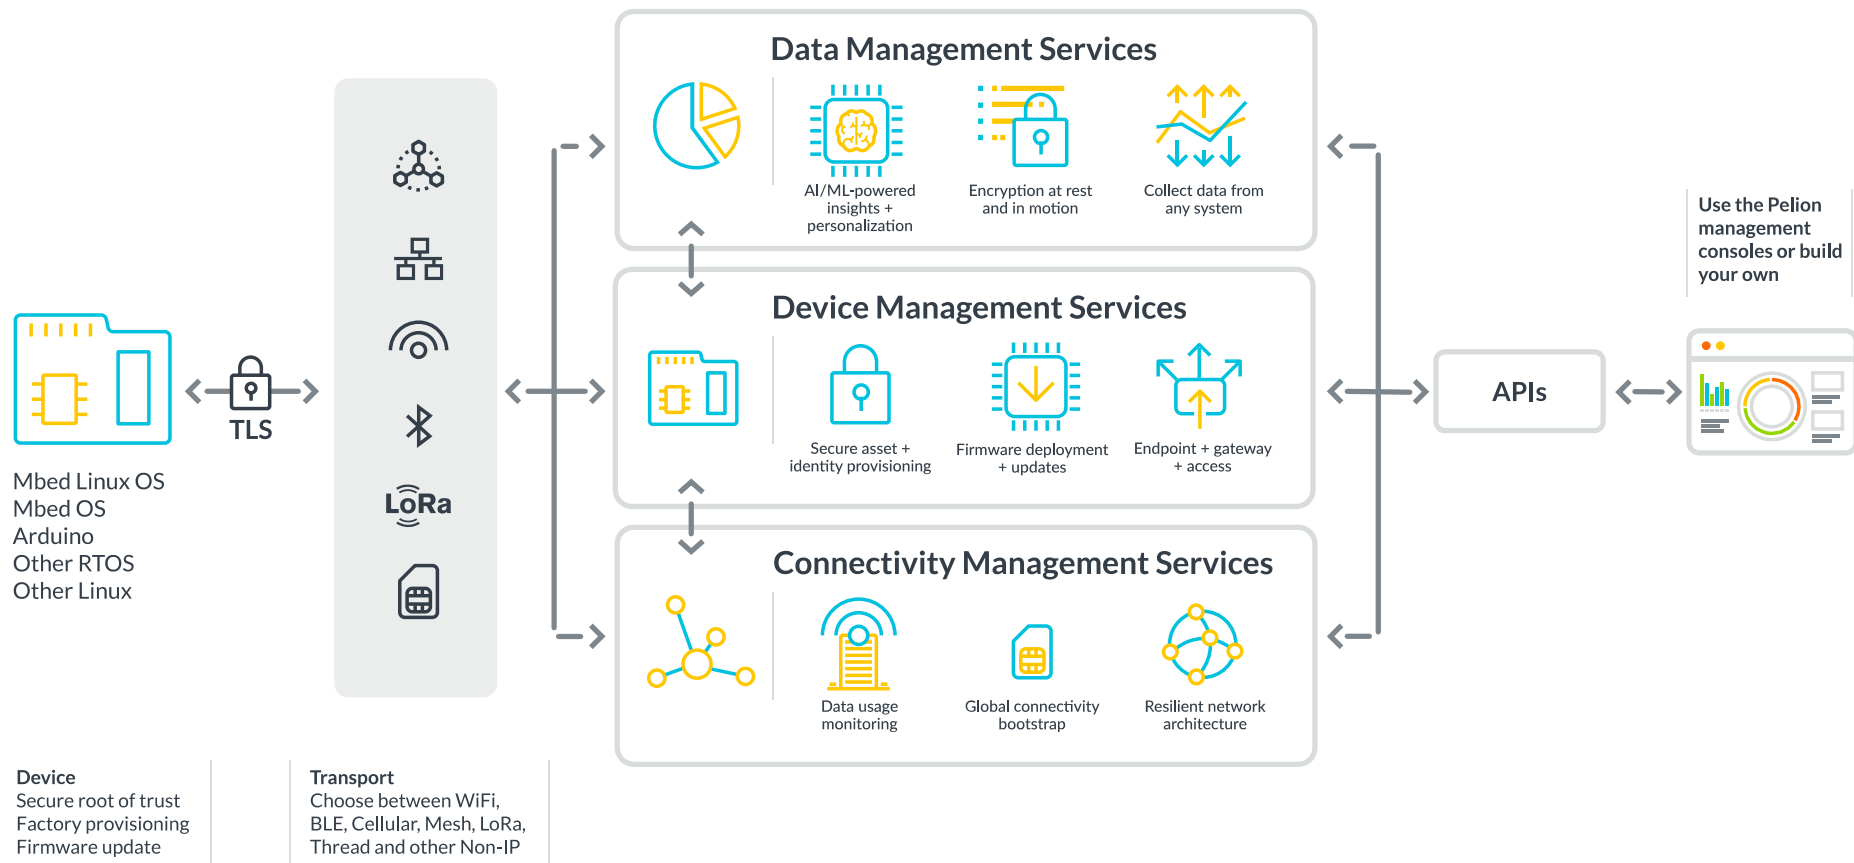 Data Management Services
AI/ML-powered
insights +
personalization
Encryption at rest
and in motion
Collect data from
any system
Device Management Services
Secure asset +
identity provisioning
Firmware deployment
+ updates
Endpoint + gateway
+ access
Connectivity Management Services
Data usage
monitoring
Global connectivity
bootstrap
Resilient network
architecture
TLS
Mbed Linux OS
Mbed OS
Arduino
Other RTOS
Other Linux
LoRa
APIs
Use the Pelion
management
consoles or build
your own
Device
Secure root of trust
Factory provisioning
Firmware update
Transport
Choose between WiFi,
BLE, Cellular, Mesh, LoRa,
Thread and other Non-IP